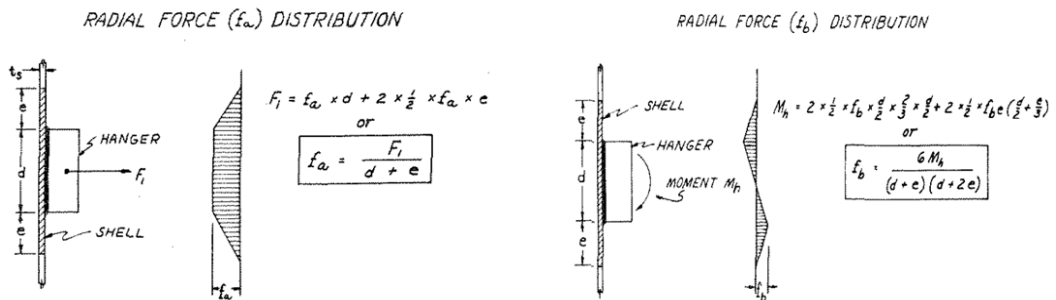 RADIAL FORCE (fa) DISTRIBUTION
ts
e
d
e
HANGER
F1
SHELL
fa
F1 = fa × d + 2 × 1/2 × fa × e
or
fa = F1 / (d + e)
RADIAL FORCE (fb) DISTRIBUTION
e
d
e
SHELL
HANGER
MOMENT Mh
fb
Mh = 2 × 1/2 × fb × d/2 × 2/3 × d/2 + 2 × 1/2 × fb e (d/2 + e/3)
or
fb = 6 Mh / (d+e) (d+2e)